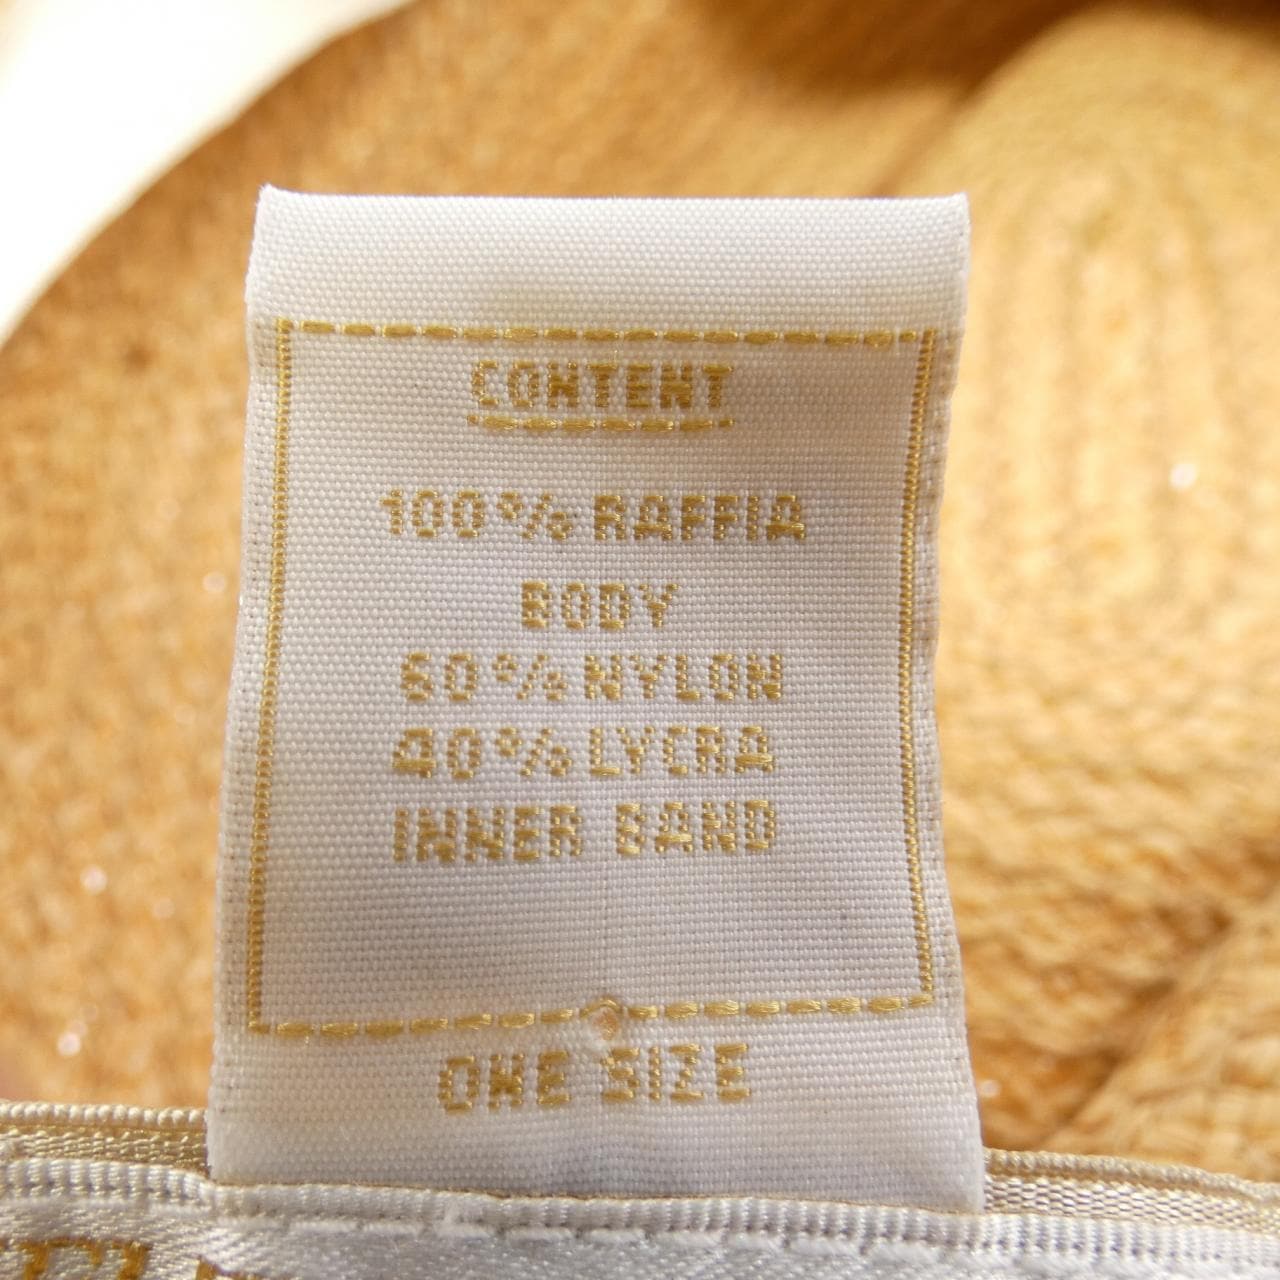 CONTENT
100% RAFFIA
BODY
60% NYLON
40% LYCRA
INNER BAND
ONE SIZE